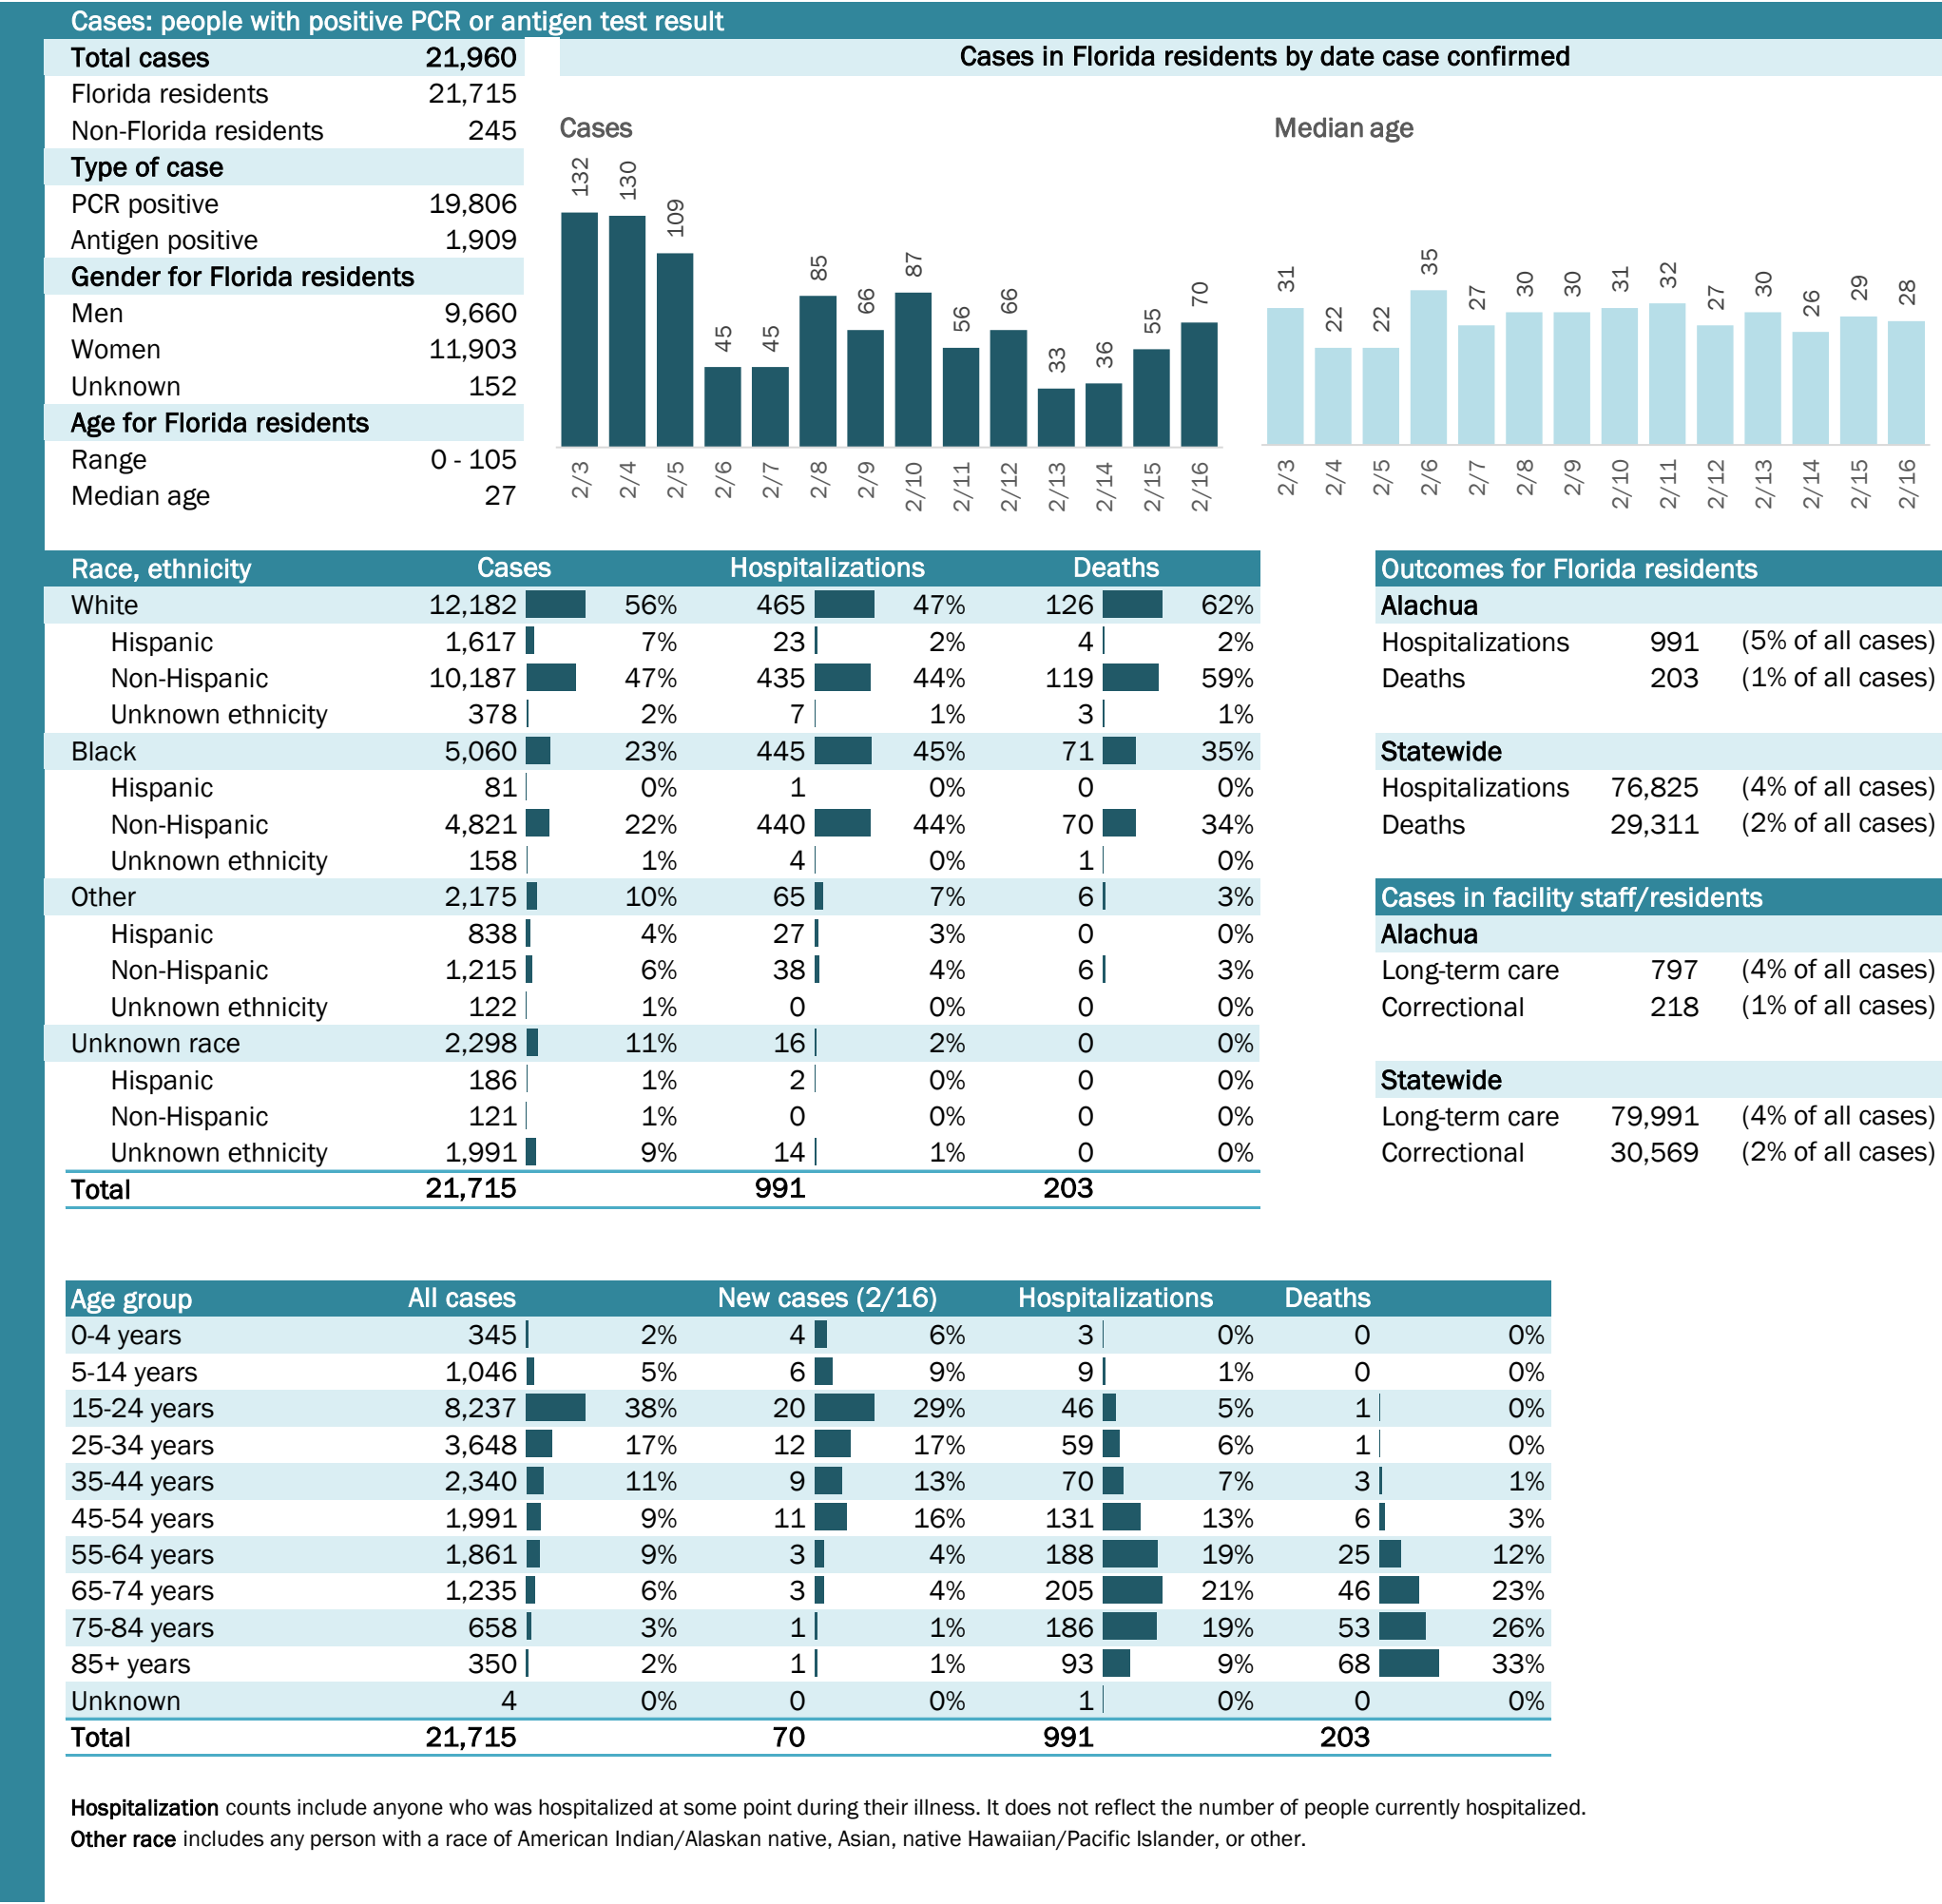 Cases: people with positive PCR or antigen test result
Total cases 21,960
Florida residents 21,715
Non-Florida residents 245
Type of case
PCR positive 19,806
Antigen positive 1,909
Gender for Florida residents
Men 9,660
Women 11,903
Unknown 152
Age for Florida residents
Range 0 - 105
Median age 27
Cases in Florida residents by date case confirmed
Cases
132 130 109 45 45 85 66 87 56 66 33 36 55 70
2/3 2/4 2/5 2/6 2/7 2/8 2/9 2/10 2/11 2/12 2/13 2/14 2/15 2/16
Median age
31 22 22 35 27 30 30 31 32 27 30 26 29 28
2/3 2/4 2/5 2/6 2/7 2/8 2/9 2/10 2/11 2/12 2/13 2/14 2/15 2/16
Race, ethnicity Cases Hospitalizations Deaths
White 12,182 56% 465 47% 126 62%
Hispanic 1,617 7% 23 2% 4 2%
Non-Hispanic 10,187 47% 435 44% 119 59%
Unknown ethnicity 378 2% 7 1% 3 1%
Black 5,060 23% 445 45% 71 35%
Hispanic 81 0% 1 0% 0 0%
Non-Hispanic 4,821 22% 440 44% 70 34%
Unknown ethnicity 158 1% 4 0% 1 0%
Other 2,175 10% 65 7% 6 3%
Hispanic 838 4% 27 3% 0 0%
Non-Hispanic 1,215 6% 38 4% 6 3%
Unknown ethnicity 122 1% 0 0% 0 0%
Unknown race 2,298 11% 16 2% 0 0%
Hispanic 186 1% 2 0% 0 0%
Non-Hispanic 121 1% 0 0% 0 0%
Unknown ethnicity 1,991 9% 14 1% 0 0%
Total 21,715 991 203
Outcomes for Florida residents
Alachua
Hospitalizations 991 (5% of all cases)
Deaths 203 (1% of all cases)
Statewide
Hospitalizations 76,825 (4% of all cases)
Deaths 29,311 (2% of all cases)
Cases in facility staff/residents
Alachua
Long-term care 797 (4% of all cases)
Correctional 218 (1% of all cases)
Statewide
Long-term care 79,991 (4% of all cases)
Correctional 30,569 (2% of all cases)
Age group All cases New cases (2/16) Hospitalizations Deaths
0-4 years 345 2% 4 6% 3 0% 0 0%
5-14 years 1,046 5% 6 9% 9 1% 0 0%
15-24 years 8,237 38% 20 29% 46 5% 1 0%
25-34 years 3,648 17% 12 17% 59 6% 1 0%
35-44 years 2,340 11% 9 13% 70 7% 3 1%
45-54 years 1,991 9% 11 16% 131 13% 6 3%
55-64 years 1,861 9% 3 4% 188 19% 25 12%
65-74 years 1,235 6% 3 4% 205 21% 46 23%
75-84 years 658 3% 1 1% 186 19% 53 26%
85+ years 350 2% 1 1% 93 9% 68 33%
Unknown 4 0% 0 0% 1 0% 0 0%
Total 21,715 70 991 203
Hospitalization counts include anyone who was hospitalized at some point during their illness. It does not reflect the number of people currently hospitalized.
Other race includes any person with a race of American Indian/Alaskan native, Asian, native Hawaiian/Pacific Islander, or other.